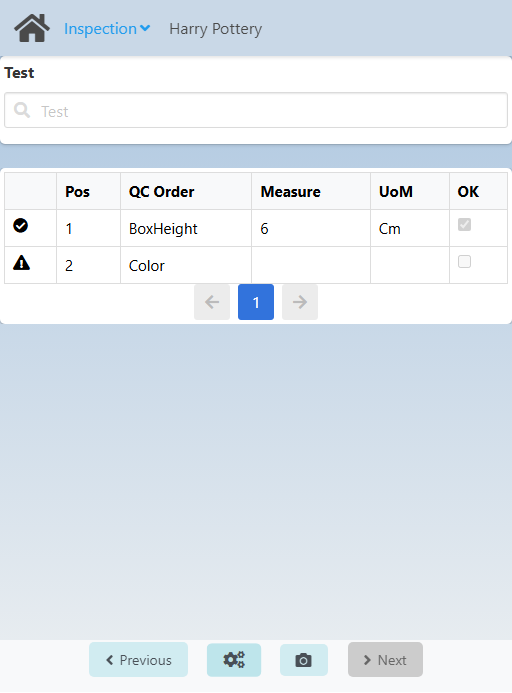 Inspection Harry Pottery
Test
Test
Pos QC Order Measure UoM OK
1 BoxHeight 6 Cm
2 Color
1
Previous Next